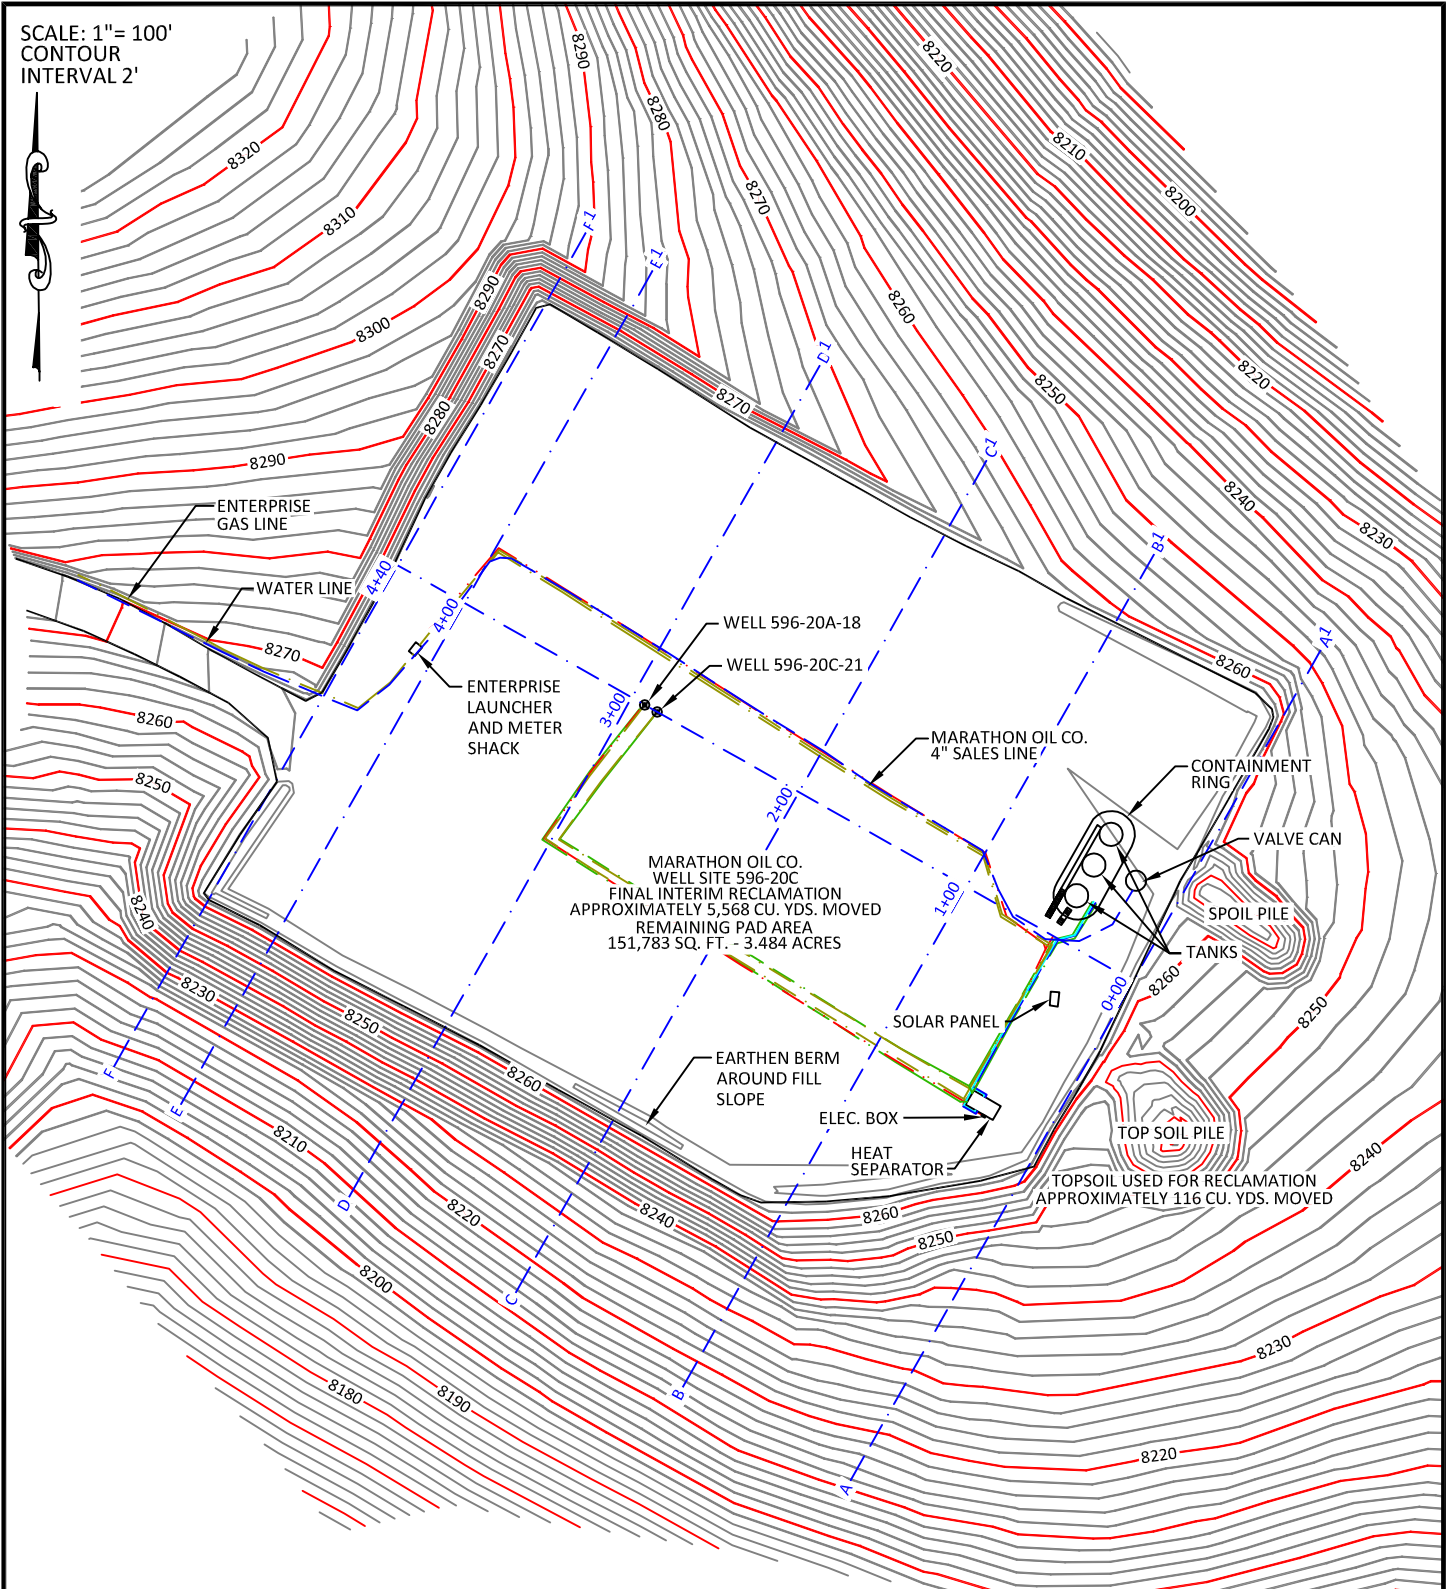 SCALE: 1"= 100'
CONTOUR
INTERVAL 2'
8290
8220
8280
8210
8320
8270
8200
8310
F1
E1
8290
8260
8300
8270
D1
8220
8250
8270
8280
C1
8290
8240
ENTERPRISE
GAS LINE
8230
B1
4+40
WATER LINE
4+00
WELL 596-20A-18
A1
8270
WELL 596-20C-21
8260
ENTERPRISE
LAUNCHER
AND METER
SHACK
3+00
8260
MARATHON OIL CO.
4" SALES LINE
CONTAINMENT
RING
8250
2+00
VALVE CAN
MARATHON OIL CO.
WELL SITE 596-20C
FINAL INTERIM RECLAMATION
APPROXIMATELY 5,568 CU. YDS. MOVED
REMAINING PAD AREA
151,783 SQ. FT. - 3.484 ACRES
1+00
8240
SPOIL PILE
TANKS
8260
8230
0+00
8250
8250
SOLAR PANEL
EARTHEN BERM
AROUND FILL
SLOPE
F
8260
E
ELEC. BOX
8210
TOP SOIL PILE
HEAT
SEPARATOR
8240
TOPSOIL USED FOR RECLAMATION
APPROXIMATELY 116 CU. YDS. MOVED
D
8220
8240
8260
8250
8200
C
8230
8180
8190
B
8220
A